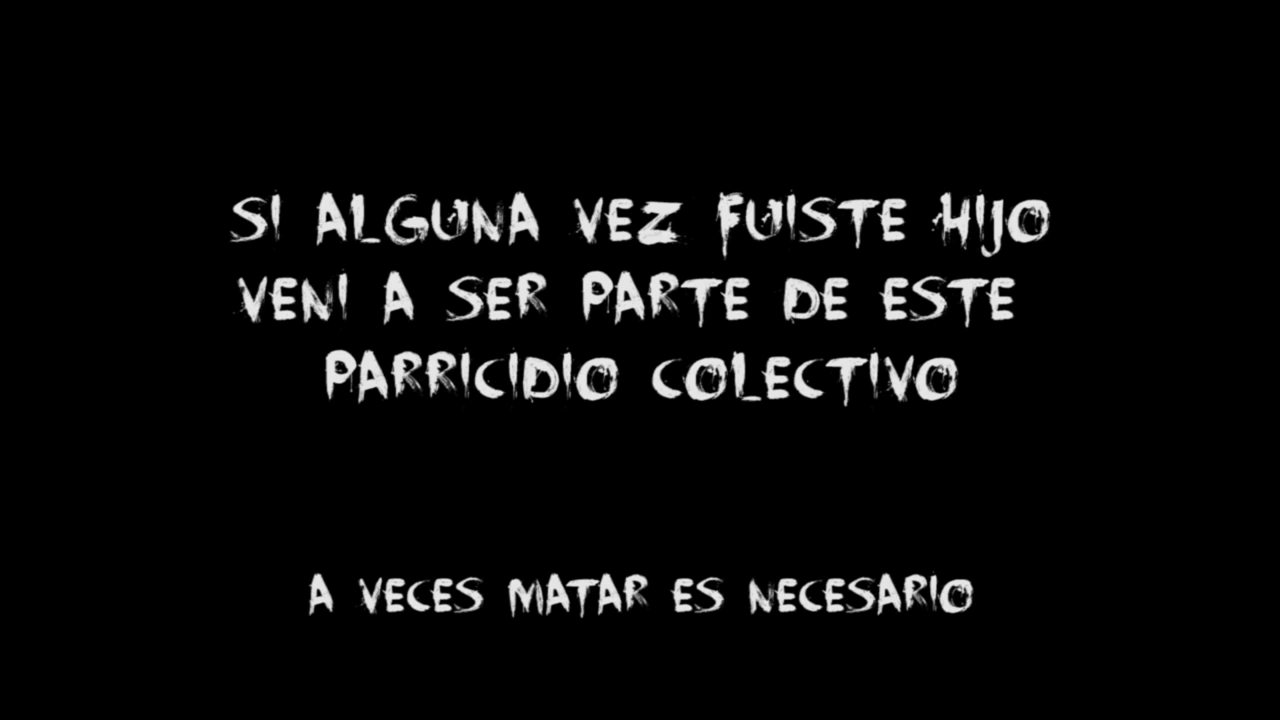 SI ALGUNA VEZ FUISTE HIJO
VENI A SER PARTE DE ESTE
PARRICIDIO COLECTIVO
A VECES MATAR ES NECESARIO